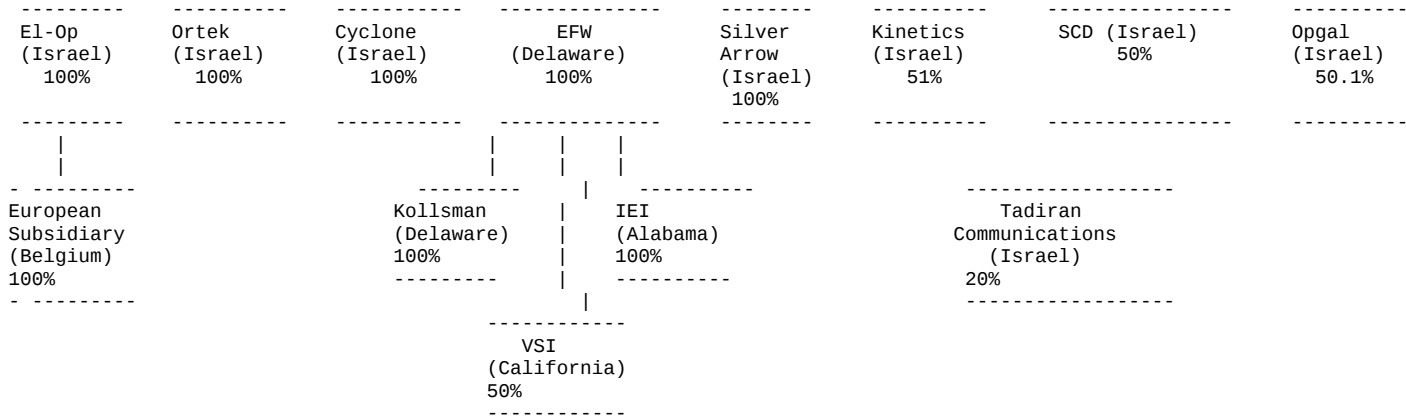 ---------    ----------    -----------   --------------   --------    ----------    ----------------    ----------
El-Op        Ortek         Cyclone            EFW          Silver      Kinetics       SCD (Israel)       Opgal
(Israel)     (Israel)      (Israel)       (Delaware)       Arrow       (Israel)           50%            (Israel)
100%         100%          100%           100%         (Israel)      51%                              50.1%
100%
---------    ----------    -----------   --------------   --------    ----------    ----------------    ----------
|                                     |     |    |
|                                     |     |    |
- ---------                         ---------     |    ----------                   ------------------
European                        Kollsman      |    IEI                                 Tadiran
Subsidiary                      (Delaware)    |    (Alabama)                       Communications
(Belgium)                       100%          |    100%                               (Israel)
100%                            ---------     |    ----------                       20%
- ---------                                     |                                   ------------------
------------
VSI
(California)
50%
------------